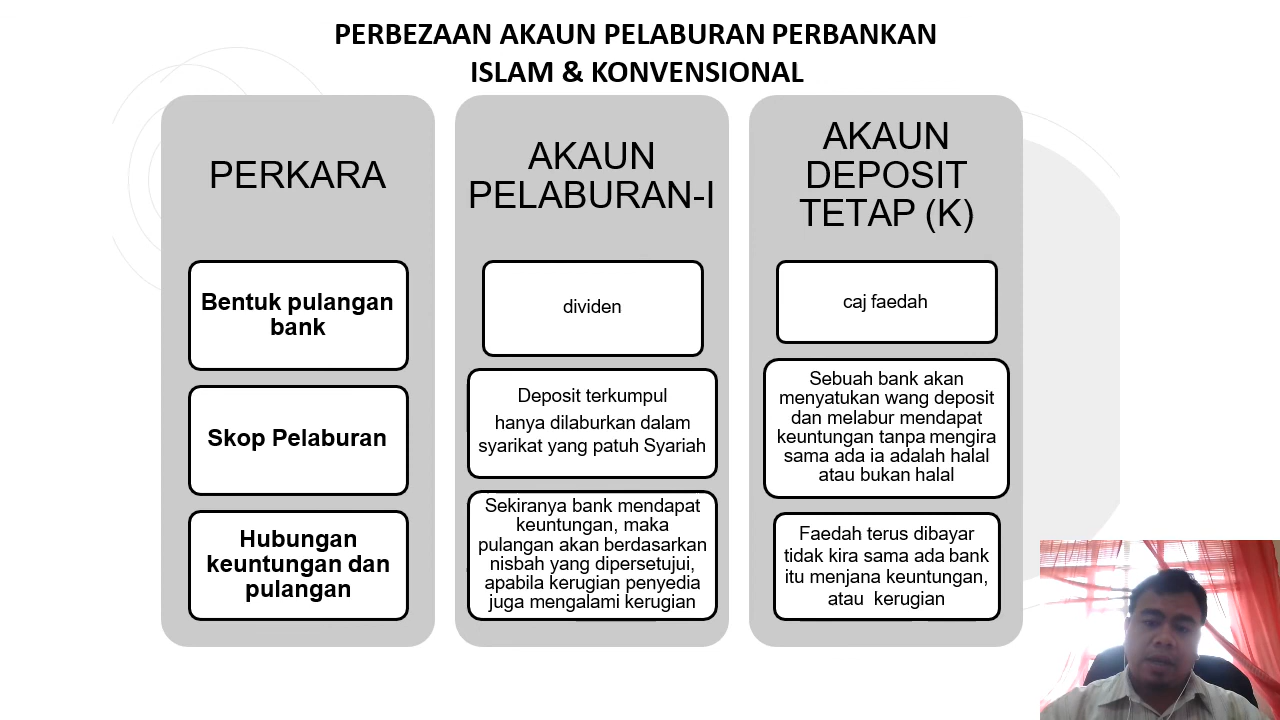 PERBEZAAN AKAUN PELABURAN PERBANKAN
ISLAM & KONVENSIONAL
PERKARA
Bentuk pulangan
bank
Skop Pelaburan
Hubungan
keuntungan dan
pulangan
AKAUN
PELABURAN-I
dividen
Deposit terkumpul
hanya dilaburkan dalam
syarikat yang patuh Syariah
Sekiranya bank mendapat
keuntungan, maka
pulangan akan berdasarkan
nisbah yang dipersetujui,
apabila kerugian penyedia
juga mengalami kerugian
AKAUN
DEPOSIT
TETAP (K)
caj faedah
Sebuah bank akan
menyatukan wang deposit
dan melabur mendapat
keuntungan tanpa mengira
sama ada ia adalah halal
atau bukan halal
Faedah terus dibayar
tidak kira sama ada bank
itu menjana keuntungan,
atau kerugian